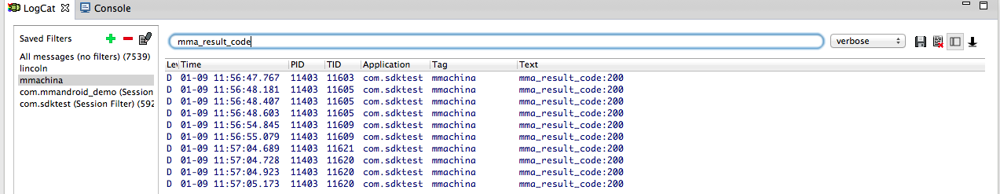 LogCat Console
Saved Filters
All messages (no filters) (7539)
lincoln
mmachina
com.mmandroid_demo (Session
com.sdktest (Session Filter) (592
mma_result_code verbose
Lev Time PID TID Application Tag Text
D 01-09 11:56:47.767 11403 11603 com.sdktest mmachina mma_result_code:200
D 01-09 11:56:48.181 11403 11605 com.sdktest mmachina mma_result_code:200
D 01-09 11:56:48.407 11403 11605 com.sdktest mmachina mma_result_code:200
D 01-09 11:56:48.603 11403 11605 com.sdktest mmachina mma_result_code:200
D 01-09 11:56:54.845 11403 11609 com.sdktest mmachina mma_result_code:200
D 01-09 11:56:55.079 11403 11609 com.sdktest mmachina mma_result_code:200
D 01-09 11:57:04.689 11403 11621 com.sdktest mmachina mma_result_code:200
D 01-09 11:57:04.728 11403 11620 com.sdktest mmachina mma_result_code:200
D 01-09 11:57:04.923 11403 11620 com.sdktest mmachina mma_result_code:200
D 01-09 11:57:05.173 11403 11620 com.sdktest mmachina mma_result_code:200